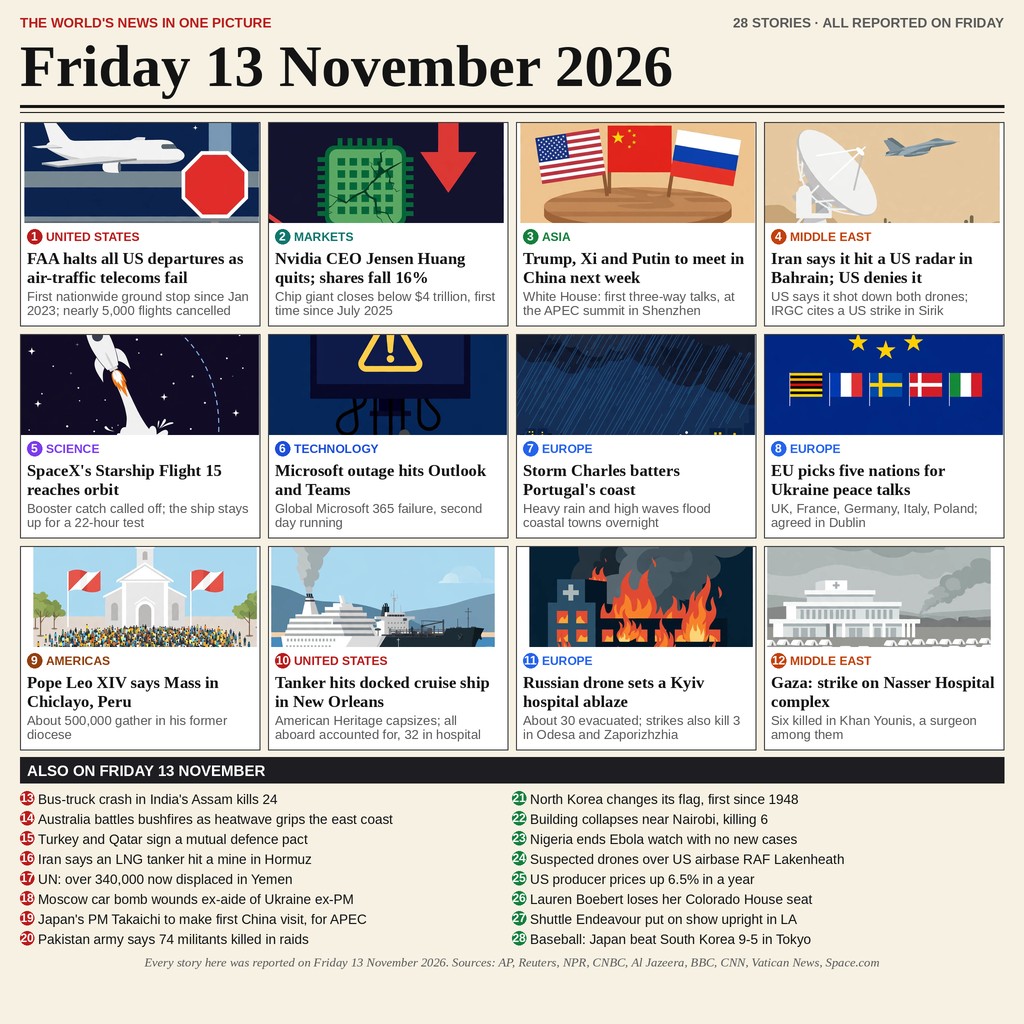 THE WORLD'S NEWS IN ONE PICTURE
28 STORIES · ALL REPORTED ON FRIDAY
Friday 13 November 2026
1 UNITED STATES
FAA halts all US departures as
air-traffic telecoms fail
First nationwide ground stop since Jan
2023; nearly 5,000 flights cancelled
2 MARKETS
Nvidia CEO Jensen Huang
quits; shares fall 16%
Chip giant closes below $4 trillion, first
time since July 2025
3 ASIA
Trump, Xi and Putin to meet in
China next week
White House: first three-way talks, at
the APEC summit in Shenzhen
4 MIDDLE EAST
Iran says it hit a US radar in
Bahrain; US denies it
US says it shot down both drones;
IRGC cites a US strike in Sirik
5 SCIENCE
SpaceX's Starship Flight 15
reaches orbit
Booster catch called off; the ship stays
up for a 22-hour test
6 TECHNOLOGY
Microsoft outage hits Outlook
and Teams
Global Microsoft 365 failure, second
day running
7 EUROPE
Storm Charles batters
Portugal's coast
Heavy rain and high waves flood
coastal towns overnight
8 EUROPE
EU picks five nations for
Ukraine peace talks
UK, France, Germany, Italy, Poland;
agreed in Dublin
9 AMERICAS
Pope Leo XIV says Mass in
Chiclayo, Peru
About 500,000 gather in his former
diocese
10 UNITED STATES
Tanker hits docked cruise ship
in New Orleans
American Heritage capsizes; all
aboard accounted for, 32 in hospital
11 EUROPE
Russian drone sets a Kyiv
hospital ablaze
About 30 evacuated; strikes also kill 3
in Odesa and Zaporizhzhia
12 MIDDLE EAST
Gaza: strike on Nasser Hospital
complex
Six killed in Khan Younis, a surgeon
among them
ALSO ON FRIDAY 13 NOVEMBER
13 Bus-truck crash in India's Assam kills 24
14 Australia battles bushfires as heatwave grips the east coast
15 Turkey and Qatar sign a mutual defence pact
16 Iran says an LNG tanker hit a mine in Hormuz
17 UN: over 340,000 now displaced in Yemen
18 Moscow car bomb wounds ex-aide of Ukraine ex-PM
19 Japan's PM Takaichi to make first China visit, for APEC
20 Pakistan army says 74 militants killed in raids
21 North Korea changes its flag, first since 1948
22 Building collapses near Nairobi, killing 6
23 Nigeria ends Ebola watch with no new cases
24 Suspected drones over US airbase RAF Lakenheath
25 US producer prices up 6.5% in a year
26 Lauren Boebert loses her Colorado House seat
27 Shuttle Endeavour put on show upright in LA
28 Baseball: Japan beat South Korea 9-5 in Tokyo
Every story here was reported on Friday 13 November 2026. Sources: AP, Reuters, NPR, CNBC, Al Jazeera, BBC, CNN, Vatican News, Space.com